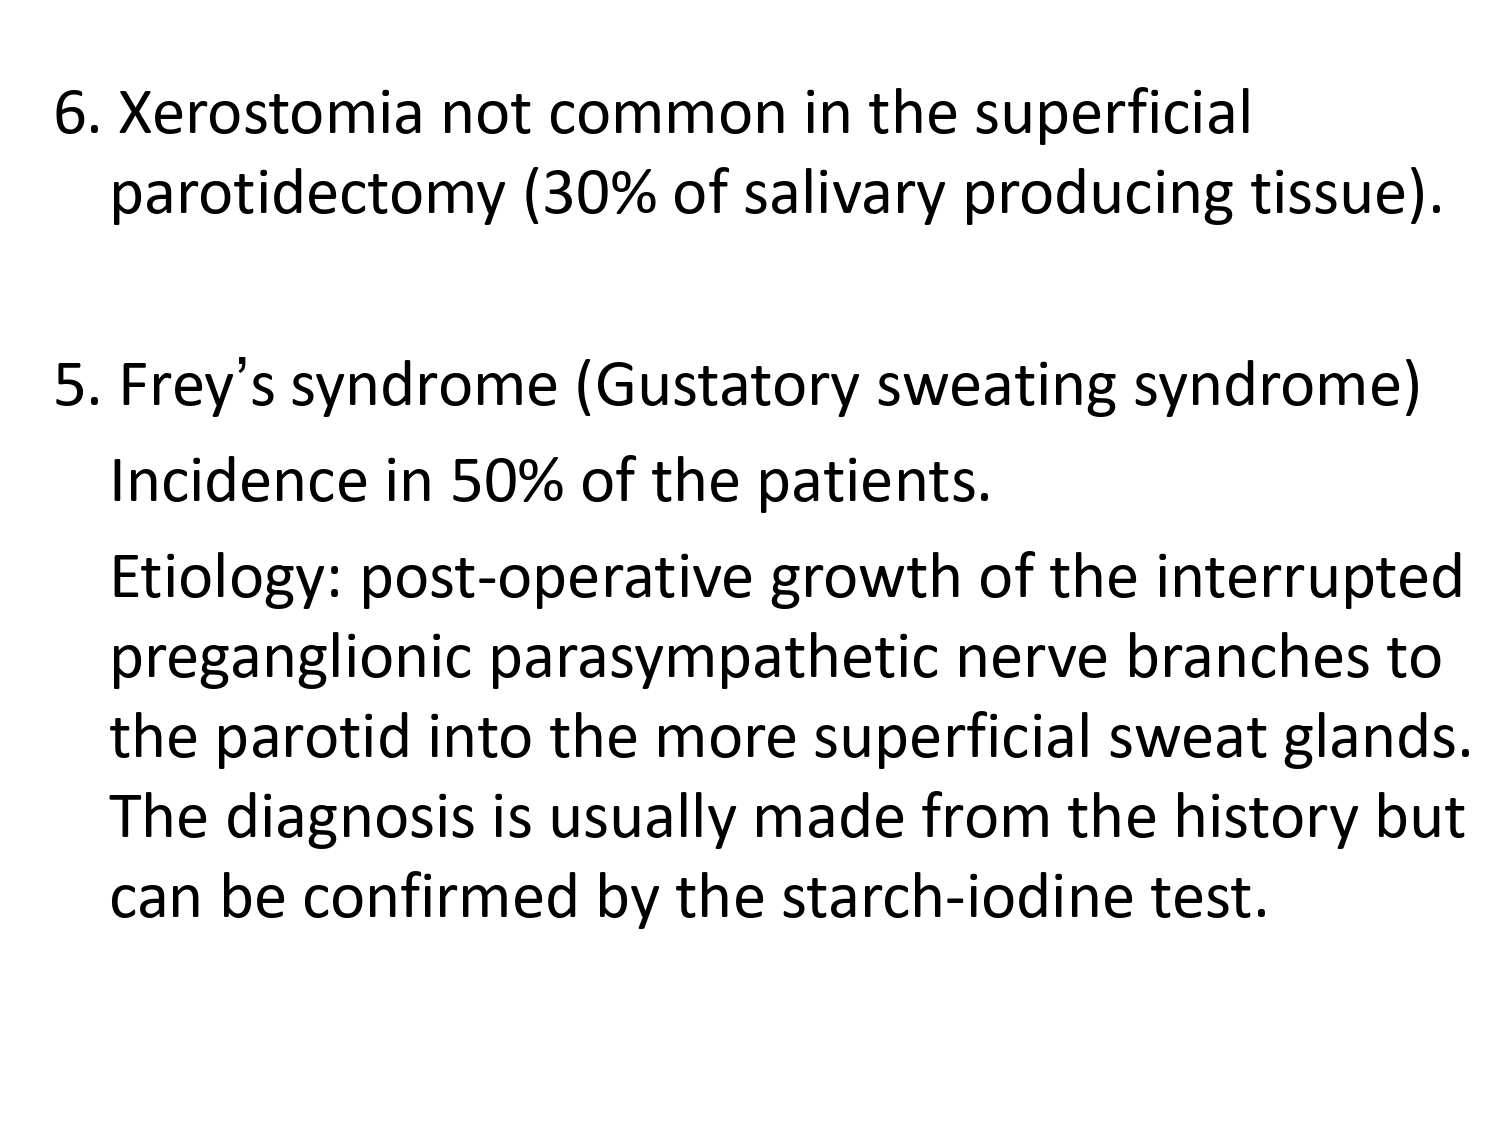 6. Xerostomia not common in the superficial
parotidectomy (30% of salivary producing tissue).
5. Frey’s syndrome (Gustatory sweating syndrome)
Incidence in 50% of the patients.
Etiology: post-operative growth of the interrupted
preganglionic parasympathetic nerve branches to
the parotid into the more superficial sweat glands.
The diagnosis is usually made from the history but
can be confirmed by the starch-iodine test.